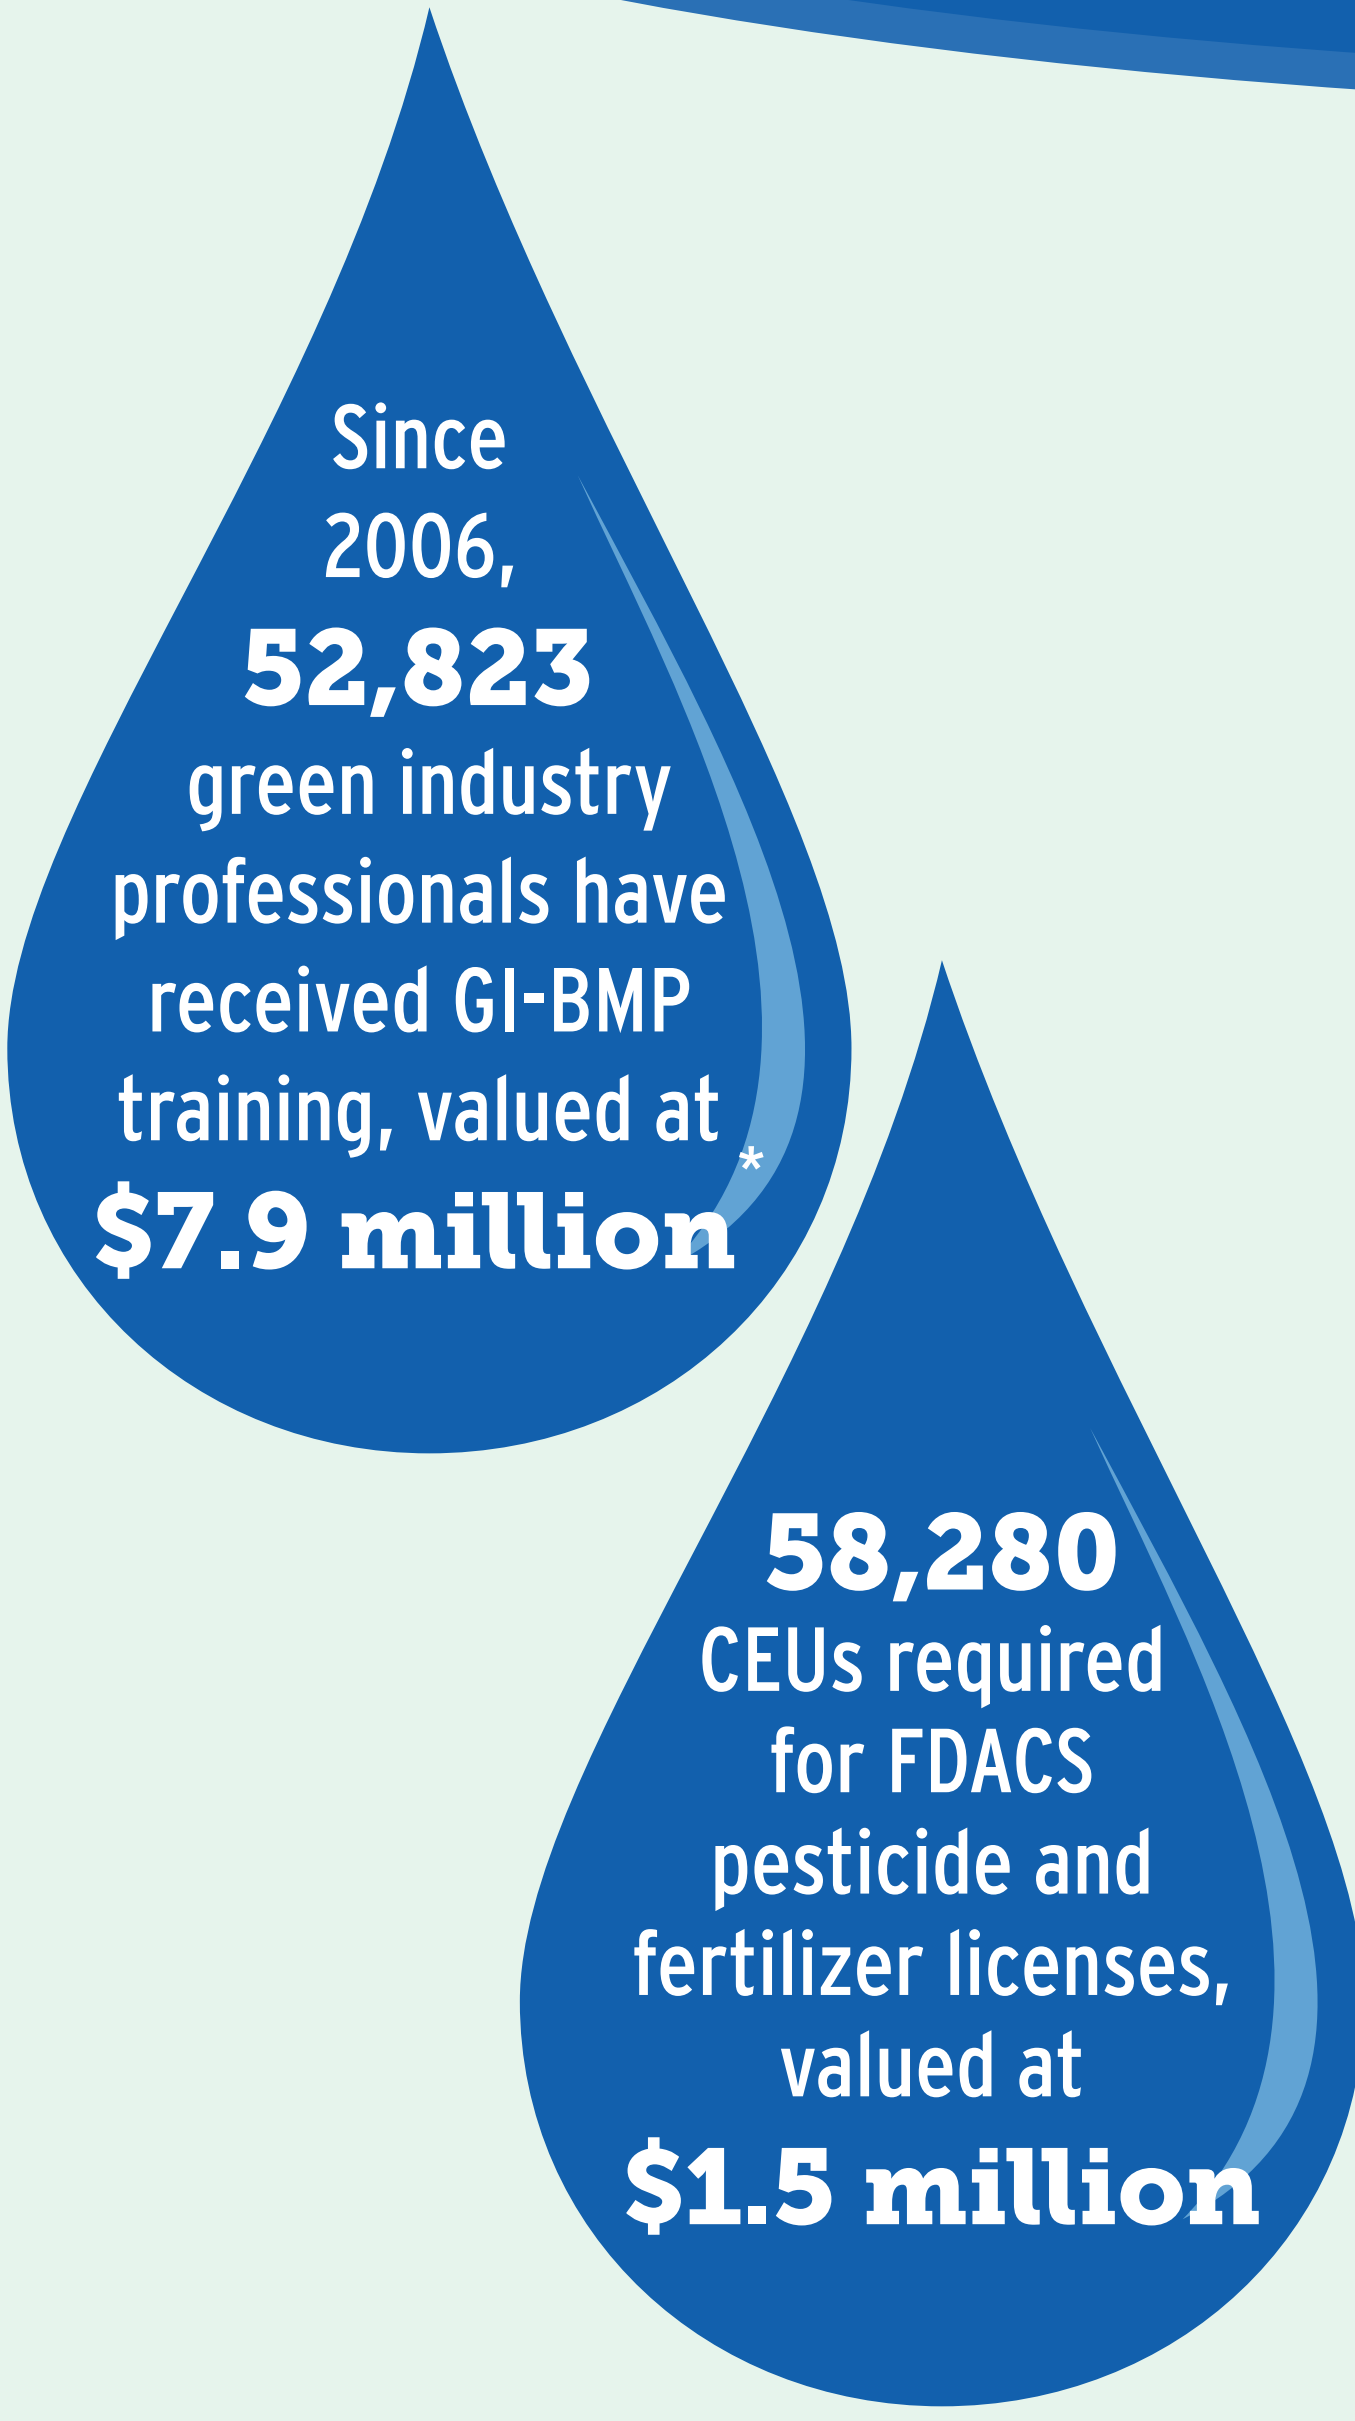 Since
2006,
52,823
green industry
professionals have
received GI-BMP
training, valued at
$7.9 million*
58,280
CEUs required
for FDACS
pesticide and
fertilizer licenses,
valued at
$1.5 million